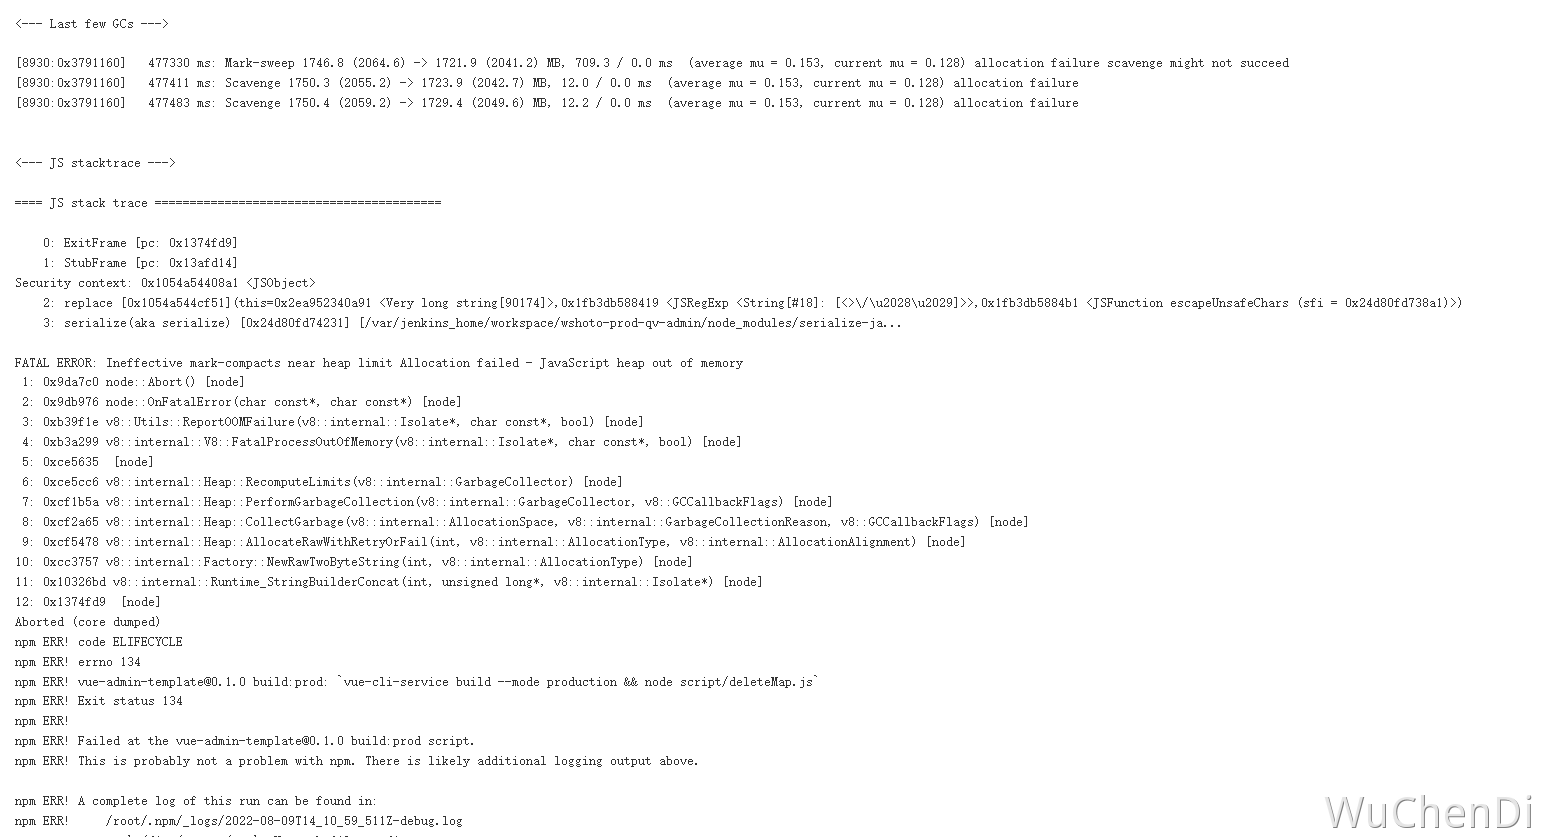 <--- Last few GCs --->
[8930:0x3791160]   477330 ms: Mark-sweep 1746.8 (2064.6) -> 1721.9 (2041.2) MB, 709.3 / 0.0 ms  (average mu = 0.153, current mu = 0.128) allocation failure scavenge might not succeed
[8930:0x3791160]   477411 ms: Scavenge 1750.3 (2055.2) -> 1723.9 (2042.7) MB, 12.0 / 0.0 ms  (average mu = 0.153, current mu = 0.128) allocation failure
[8930:0x3791160]   477483 ms: Scavenge 1750.4 (2059.2) -> 1729.4 (2049.6) MB, 12.2 / 0.0 ms  (average mu = 0.153, current mu = 0.128) allocation failure
<--- JS stacktrace --->
==== JS stack trace =========================================
    0: ExitFrame [pc: 0x1374fd9]
    1: StubFrame [pc: 0x13afd14]
Security context: 0x1054a54408a1 <JSObject>
    2: replace [0x1054a544cf51](this=0x2ea952340a91 <Very long string[90174]>,0x1fb3db588419 <JSRegExp <String[#18]: [<>\/\u2028\u2029]>>,0x1fb3db5884b1 <JSFunction escapeUnsafeChars (sfi = 0x24d80fd738a1)>)
    3: serialize(aka serialize) [0x24d80fd74231] [/var/jenkins_home/workspace/wshoto-prod-qv-admin/node_modules/serialize-ja...
FATAL ERROR: Ineffective mark-compacts near heap limit Allocation failed - JavaScript heap out of memory
 1: 0x9da7c0 node::Abort() [node]
 2: 0x9db976 node::OnFatalError(char const*, char const*) [node]
 3: 0xb39f1e v8::Utils::ReportOOMFailure(v8::internal::Isolate*, char const*, bool) [node]
 4: 0xb3a299 v8::internal::V8::FatalProcessOutOfMemory(v8::internal::Isolate*, char const*, bool) [node]
 5: 0xce5635  [node]
 6: 0xce5cc6 v8::internal::Heap::RecomputeLimits(v8::internal::GarbageCollector) [node]
 7: 0xcf1b5a v8::internal::Heap::PerformGarbageCollection(v8::internal::GarbageCollector, v8::GCCallbackFlags) [node]
 8: 0xcf2a65 v8::internal::Heap::CollectGarbage(v8::internal::AllocationSpace, v8::internal::GarbageCollectionReason, v8::GCCallbackFlags) [node]
 9: 0xcf5478 v8::internal::Heap::AllocateRawWithRetryOrFail(int, v8::internal::AllocationType, v8::internal::AllocationAlignment) [node]
10: 0xcc3757 v8::internal::Factory::NewRawTwoByteString(int, v8::internal::AllocationType) [node]
11: 0x10326bd v8::internal::Runtime_StringBuilderConcat(int, unsigned long*, v8::internal::Isolate*) [node]
12: 0x1374fd9  [node]
Aborted (core dumped)
npm ERR! code ELIFECYCLE
npm ERR! errno 134
npm ERR! vue-admin-template@0.1.0 build:prod: `vue-cli-service build --mode production && node script/deleteMap.js`
npm ERR! Exit status 134
npm ERR!
npm ERR! Failed at the vue-admin-template@0.1.0 build:prod script.
npm ERR! This is probably not a problem with npm. There is likely additional logging output above.
npm ERR! A complete log of this run can be found in:
npm ERR!     /root/.npm/_logs/2022-08-09T14_10_59_511Z-debug.log
WuChenDi